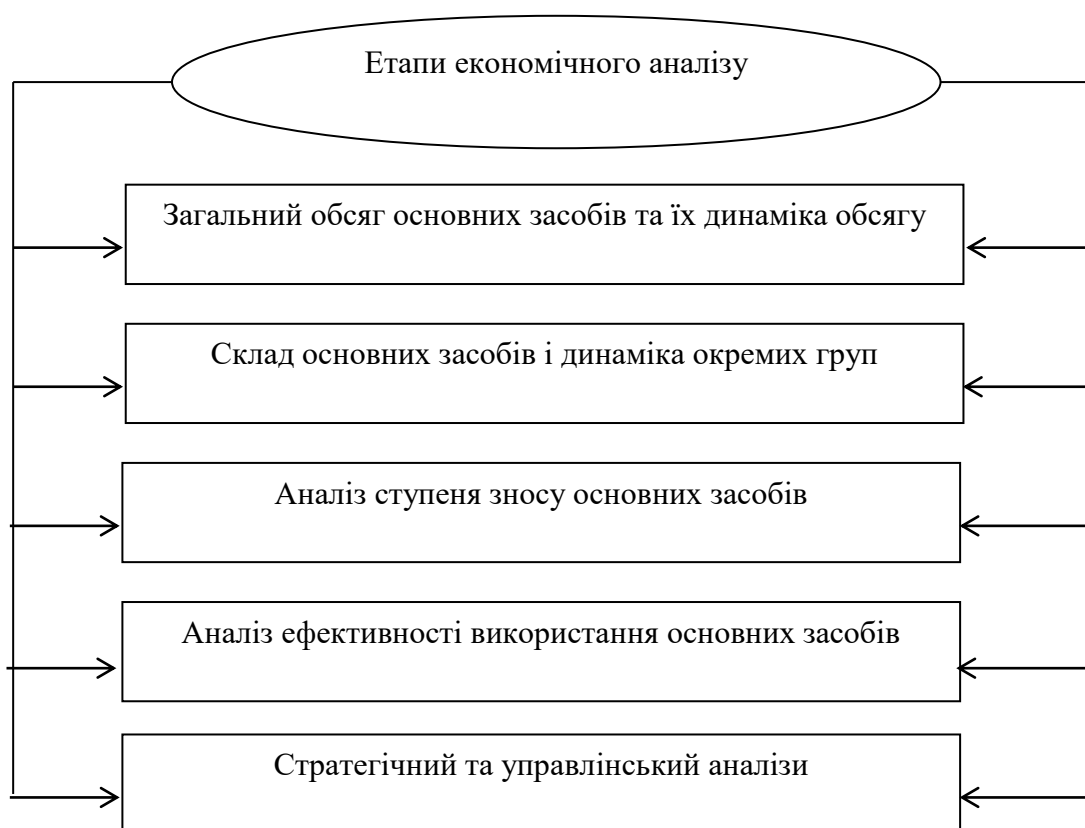 Етапи економічного аналізу
Загальний обсяг основних засобів та їх динаміка обсягу
Склад основних засобів і динаміка окремих груп
Аналіз ступеня зносу основних засобів
Аналіз ефективності використання основних засобів
Стратегічний та управлінський аналізи